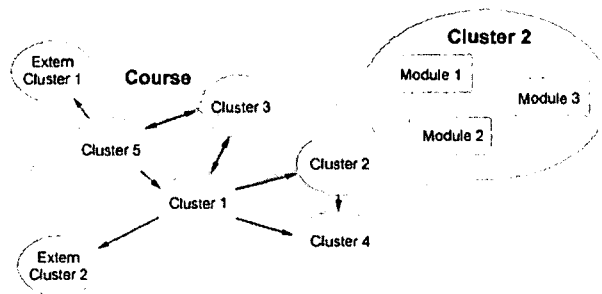 Extern
Cluster 1
Course
Cluster 3
Cluster 5
Cluster 1
Extern
Cluster 2
Cluster 2
Cluster 4
Cluster 2
Module 1
Module 3
Module 2